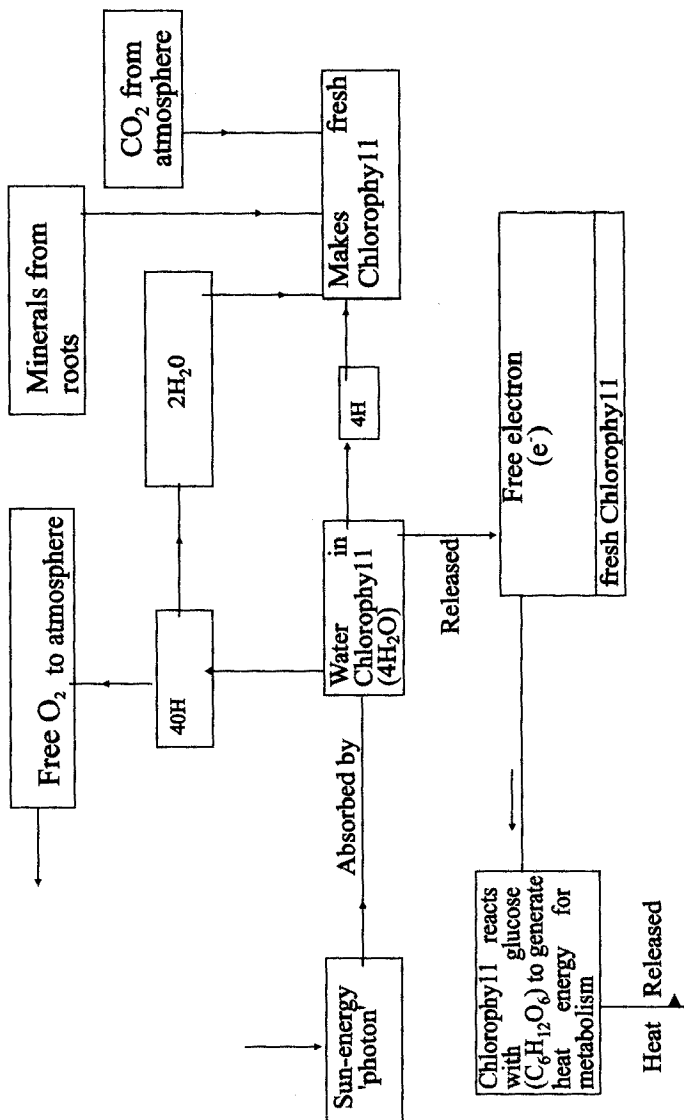 Free O₂ to atmosphere
Minerals from
roots
CO₂ from
atmosphere
40H
2H₂0
Sun-energy
'photon'
Absorbed by
Water in
Chlorophy11
(4H₂O)
4H
Makes fresh
Chlorophy11
Released
Chlorophy11 reacts
with glucose
(C₆H₁₂O₆) to generate
heat energy for
metabolism
Free electron
(e⁻)
fresh Chlorophy11
Heat Released